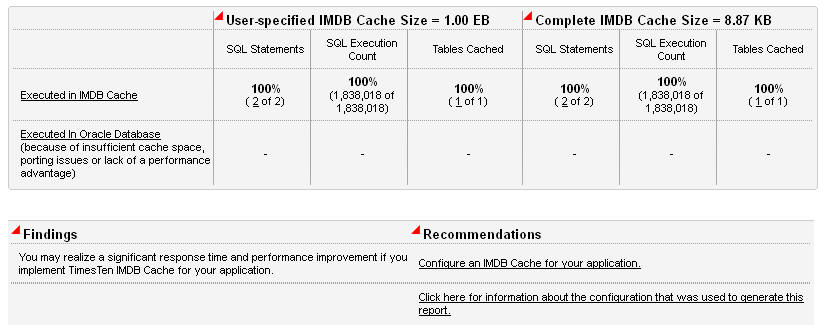 User-specified IMDB Cache Size = 1.00 EB Complete IMDB Cache Size = 8.87 KB
SQL Statements SQL Execution Count Tables Cached SQL Statements SQL Execution Count Tables Cached
Executed in IMDB Cache 100% (2 of 2) 100% (1,838,018 of 1,838,018) 100% (1 of 1) 100% (2 of 2) 100% (1,838,018 of 1,838,018) 100% (1 of 1)
Executed In Oracle Database
(because of insufficient cache space,
porting issues or lack of a performance
advantage)
- - - - - -
Findings
You may realize a significant response time and performance improvement if you
implement TimesTen IMDB Cache for your application.
Recommendations
Configure an IMDB Cache for your application.
Click here for information about the configuration that was used to generate this
report.